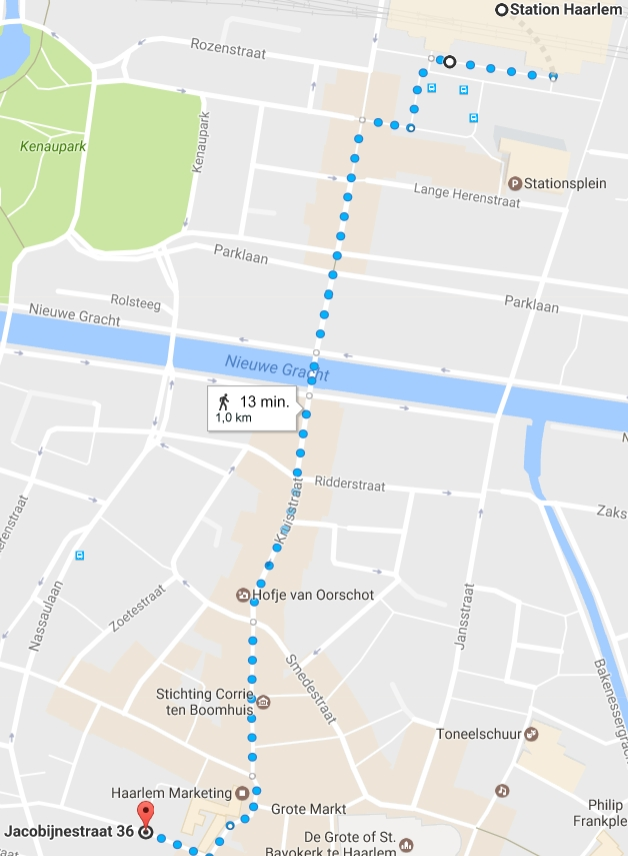 Station Haarlem
Rozenstraat
Kenaupark
Kenaupark
Stationsplein
Lange Herenstraat
Parklaan
Parklaan
Rolsteeg
Nieuwe Gracht
Nieuwe Gracht
13 min.
1,0 km
Ridderstraat
Zaks
Kruisstraat
Hofje van Oorschot
Nassaulaan
Zoetestraat
Jansstraat
Smedestraat
Bakenessergrac
Stichting Corrie
ten Boomhuis
Toneelschuur
Haarlem Marketing
Grote Markt
Philip
Frankple
Jacobijnestraat 36
De Grote of St.
Bavokerk te Haarlem